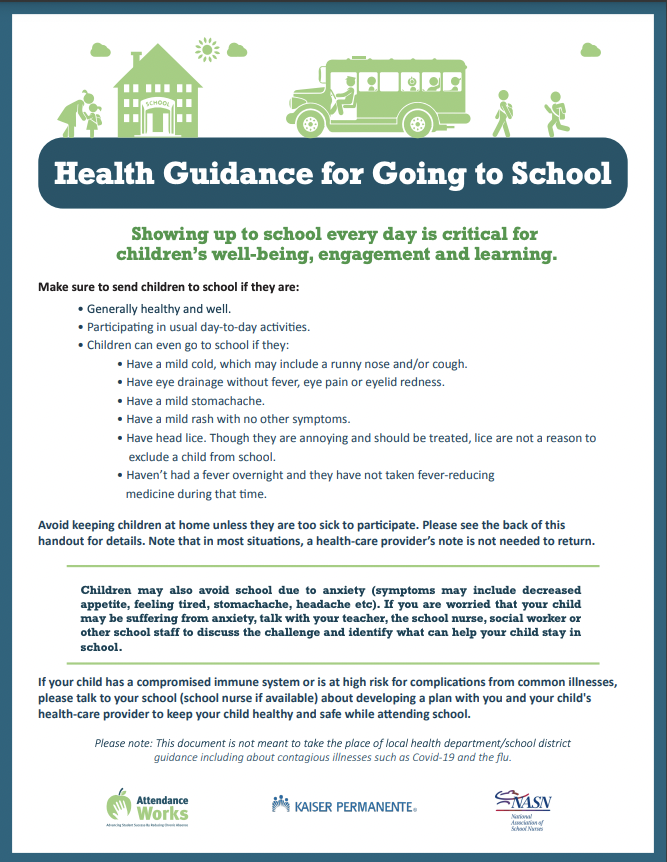 SCHOOL
Health Guidance for Going to School
Showing up to school every day is critical for
children's well-being, engagement and learning.
Make sure to send children to school if they are:
• Generally healthy and well.
• Participating in usual day-to-day activities.
• Children can even go to school if they:
• Have a mild cold, which may include a runny nose and/or cough.
• Have eye drainage without fever, eye pain or eyelid redness.
• Have a mild stomachache.
• Have a mild rash with no other symptoms.
• Have head lice. Though they are annoying and should be treated, lice are not a reason to
exclude a child from school.
• Haven't had a fever overnight and they have not taken fever-reducing
medicine during that time.
Avoid keeping children at home unless they are too sick to participate. Please see the back of this
handout for details. Note that in most situations, a health-care provider's note is not needed to return.
Children may also avoid school due to anxiety (symptoms may include decreased
appetite, feeling tired, stomachache, headache etc). If you are worried that your child
may be suffering from anxiety, talk with your teacher, the school nurse, social worker or
other school staff to discuss the challenge and identify what can help your child stay in
school.
If your child has a compromised immune system or is at high risk for complications from common illnesses,
please talk to your school (school nurse if available) about developing a plan with you and your child's
health-care provider to keep your child healthy and safe while attending school.
Please note: This document is not meant to take the place of local health department/school district
guidance including about contagious illnesses such as Covid-19 and the flu.
Attendance
Works
Advancing Student Success By Reducing Chronic Absence
KAISER PERMANENTE®
NASN
National
Association of
School Nurses